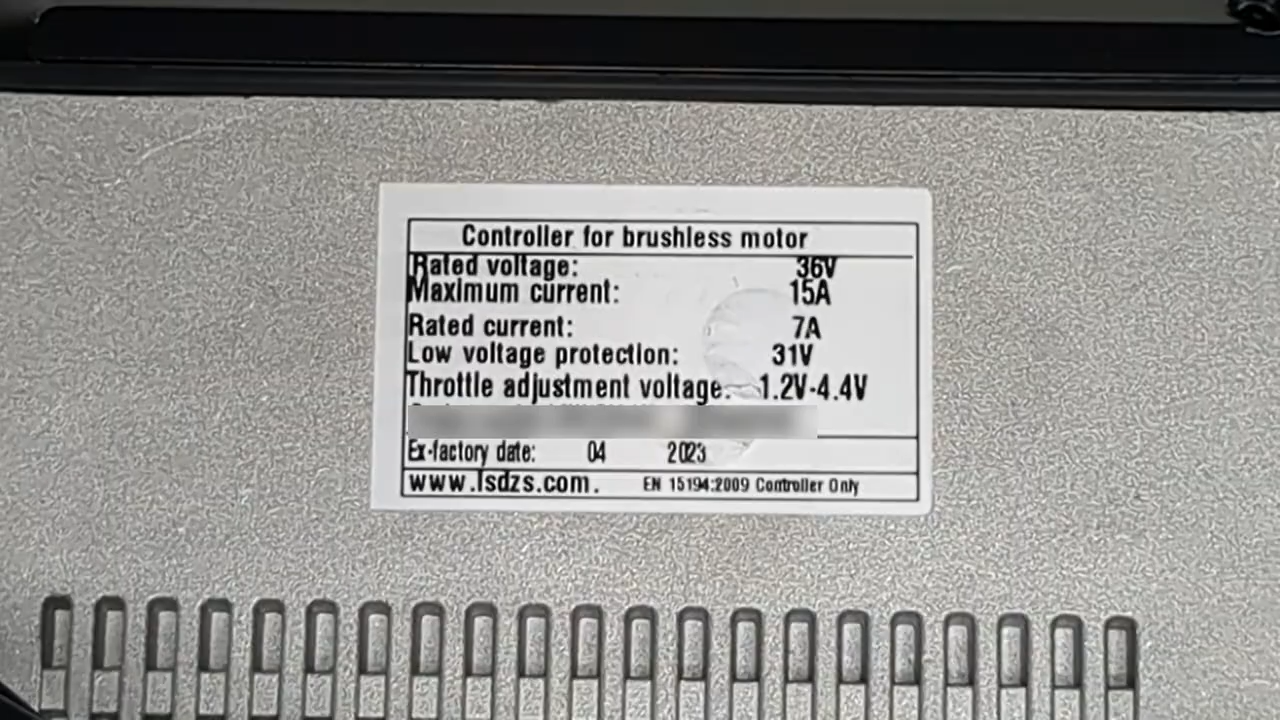 Controller for brushless motor
Rated voltage: 36V
Maximum current: 15A
Rated current: 7A
Low voltage protection: 31V
Throttle adjustment voltage: 1.2V-4.4V
Ex-factory date: 04 2023
www.lsdzs.com. EN 15194:2009 Controller Only